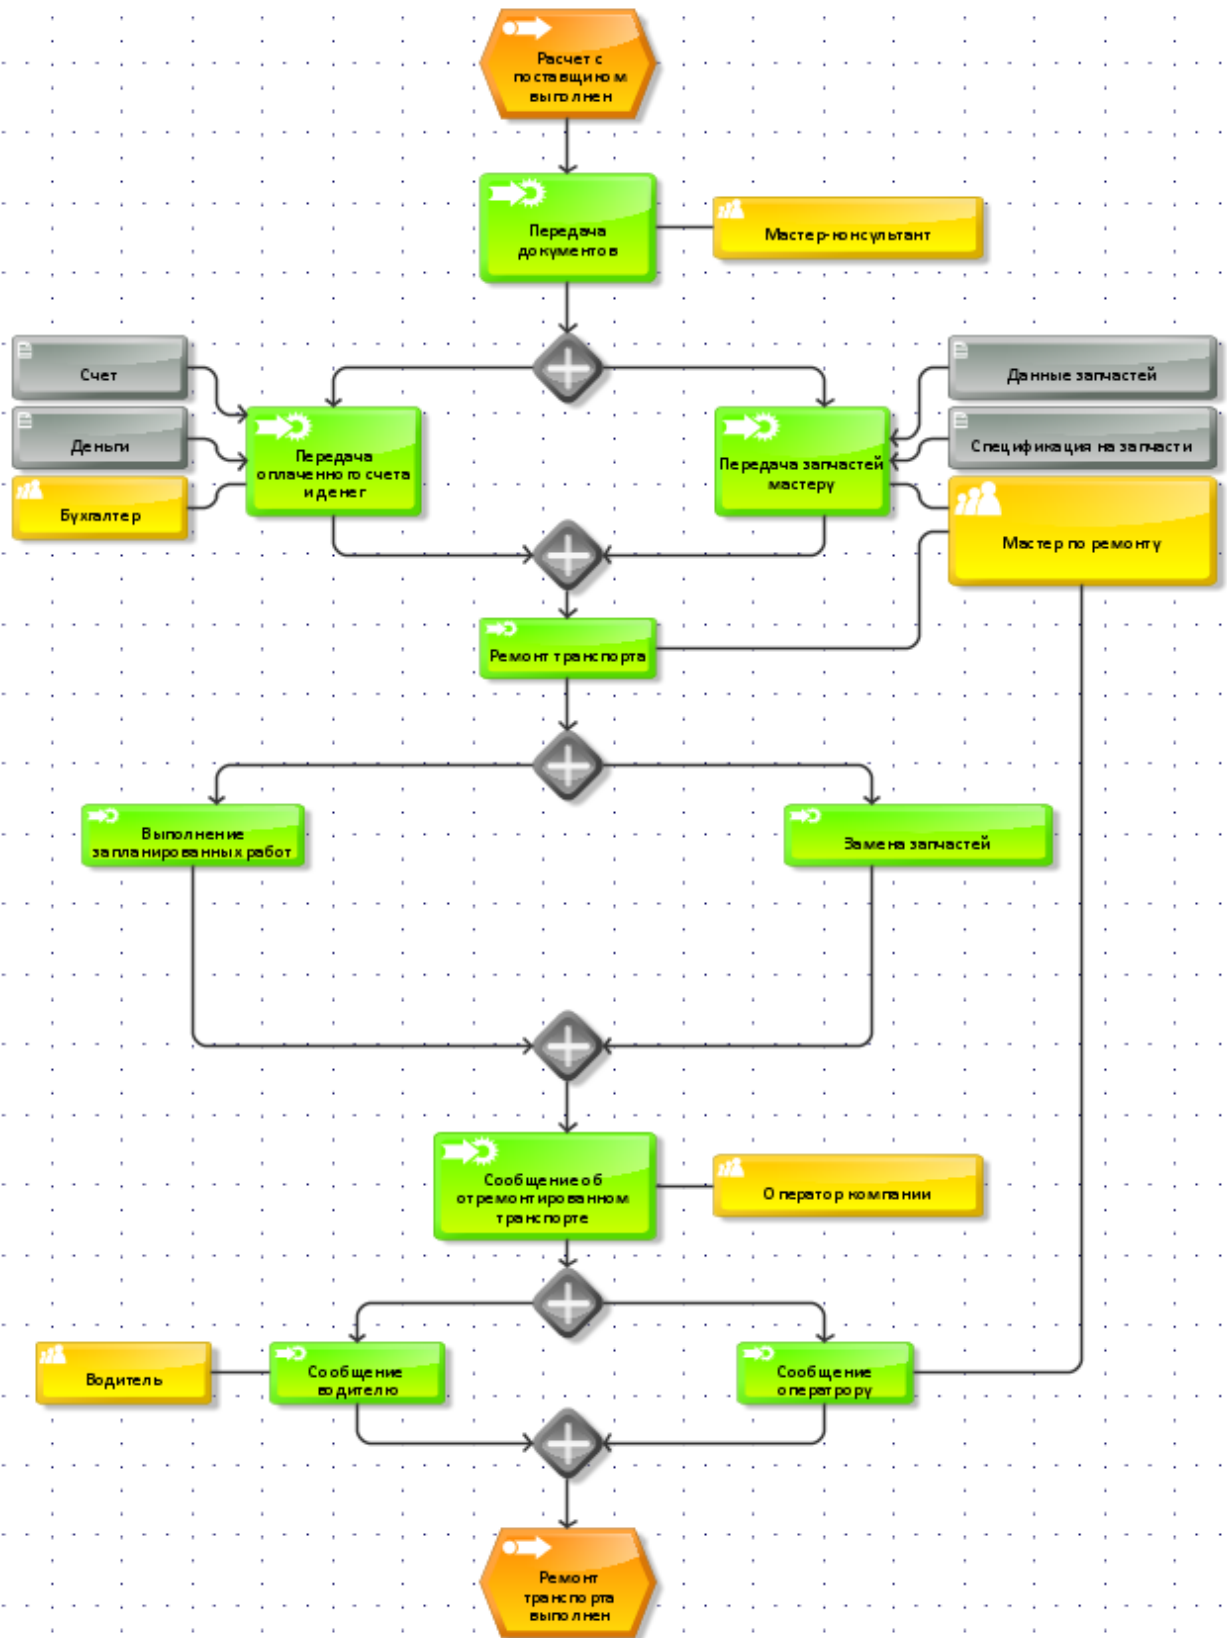 Расчет с
поставщиком
выполнен
Передача
документов
Мастер-консультант
Счет
Деньги
Бухгалтер
Передача
оплаченного счета
и денег
Передача запчастей
мастеру
Данные запчастей
Спецификация на запчасти
Мастер по ремонту
Ремонт транспорта
Выполнение
запланированных работ
Замена запчастей
Сообщение об
отремонтированном
транспорте
Оператор компании
Водитель
Сообщение
водителю
Сообщение
оператрору
Ремонт
транспорта
выполнен